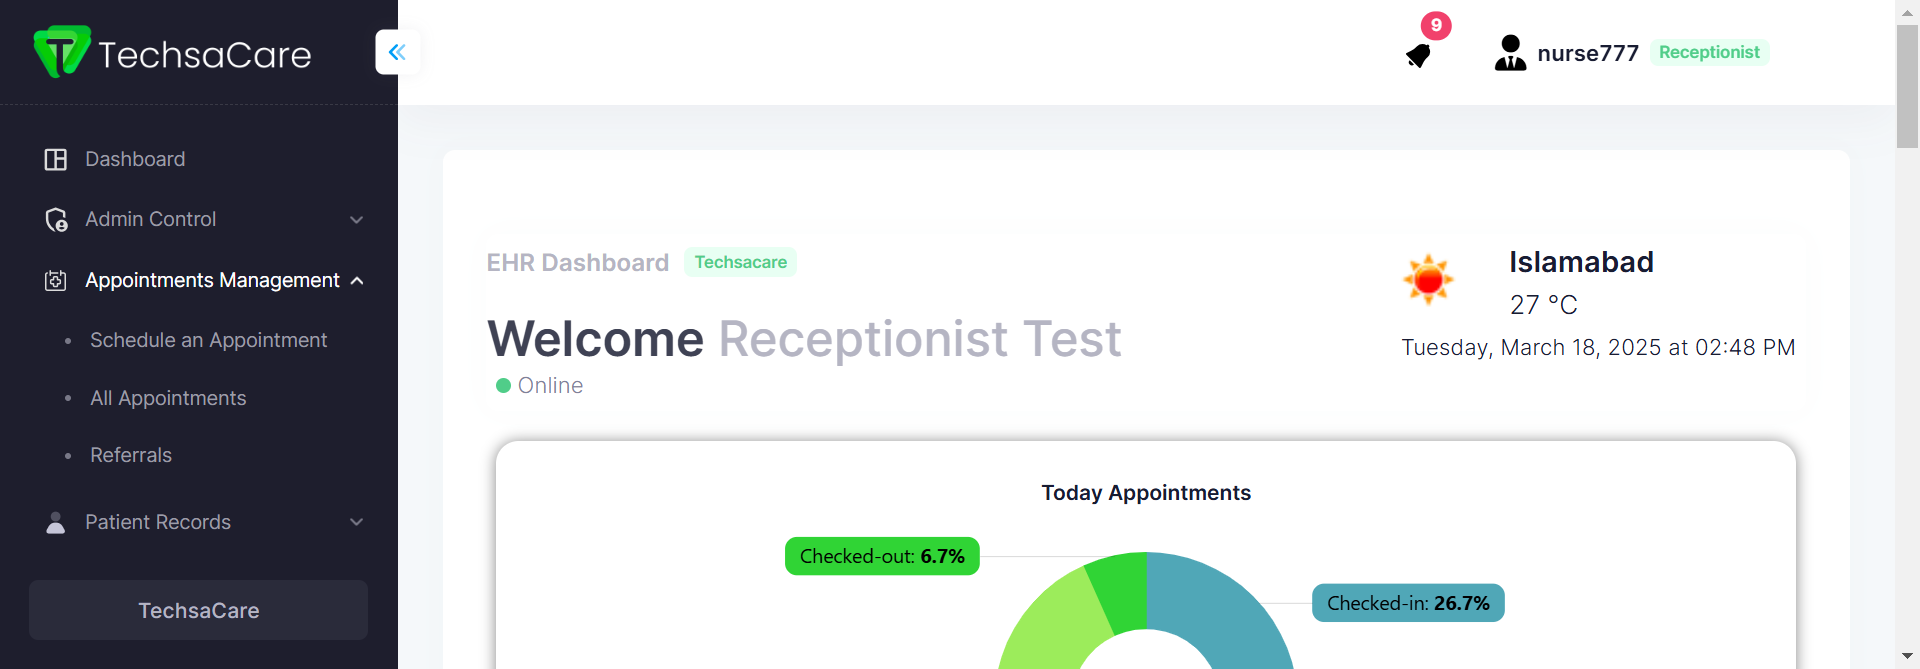 TechsaCare
9
nurse777 Receptionist
Dashboard
Admin Control
Appointments Management
Schedule an Appointment
All Appointments
Referrals
Patient Records
TechsaCare
EHR Dashboard Techsacare
Welcome Receptionist Test
Online
Islamabad
27 °C
Tuesday, March 18, 2025 at 02:48 PM
Today Appointments
Checked-out: 6.7%
Checked-in: 26.7%